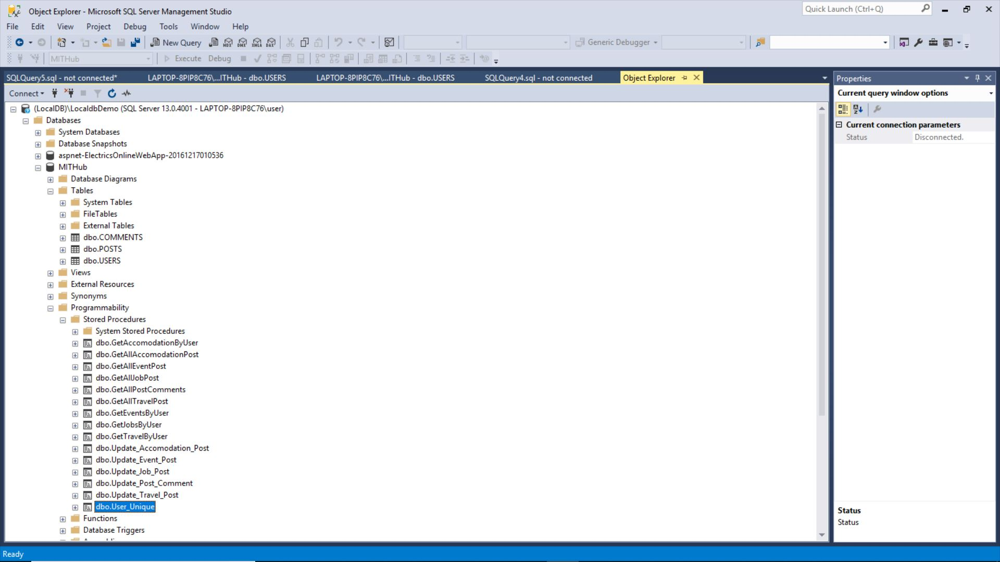 Object Explorer - Microsoft SQL Server Management Studio
Quick Launch (Ctrl+Q)
File Edit View Project Debug Tools Window Help
New Query MDX DMX XMLA DAX Generic Debugger
MITHub Execute Debug
SQLQuery5.sql - not connected* LAPTOP-8PIP8C76\...ITHub - dbo.USERS LAPTOP-8PIP8C76\...ITHub - dbo.USERS SQLQuery4.sql - not connected Object Explorer
Connect
(LocalDB)\LocaldbDemo (SQL Server 13.0.4001 - LAPTOP-8PIP8C76\user)
Databases
System Databases
Database Snapshots
aspnet-ElectricsOnlineWebApp-20161217010536
MITHub
Database Diagrams
Tables
System Tables
FileTables
External Tables
dbo.COMMENTS
dbo.POSTS
dbo.USERS
Views
External Resources
Synonyms
Programmability
Stored Procedures
System Stored Procedures
dbo.GetAccomodationByUser
dbo.GetAllAccomodationPost
dbo.GetAllEventPost
dbo.GetAllJobPost
dbo.GetAllPostComments
dbo.GetAllTravelPost
dbo.GetEventsByUser
dbo.GetJobsByUser
dbo.GetTravelByUser
dbo.Update_Accomodation_Post
dbo.Update_Event_Post
dbo.Update_Job_Post
dbo.Update_Post_Comment
dbo.Update_Travel_Post
dbo.User_Unique
Functions
Database Triggers
Properties
Current query window options
Current connection parameters
Status Disconnected.
Status
Status
Ready